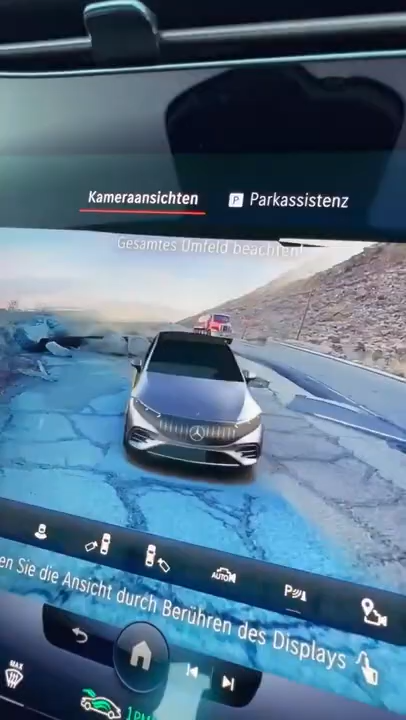 Kameraansichten
P Parkassistenz
Gesamtes Umfeld beachten!
AUTO
P
en Sie die Ansicht durch Berühren des Displays
MAX